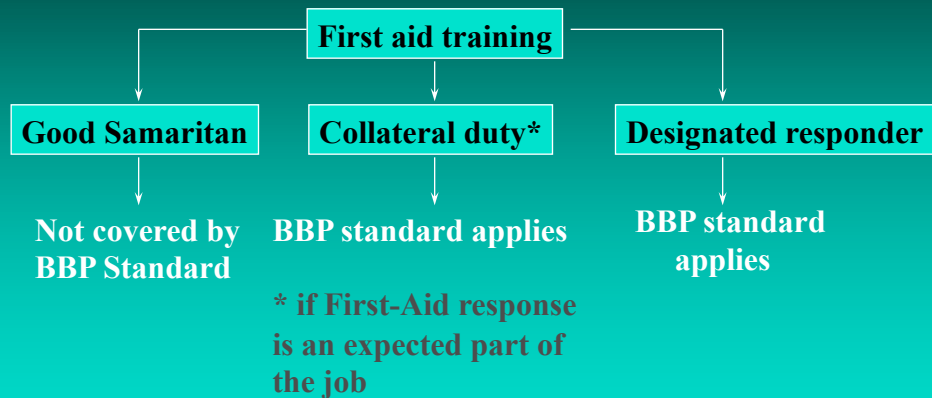 First aid training
Good Samaritan
Collateral duty*
Designated responder
Not covered by
BBP Standard
BBP standard applies
* if First-Aid response
is an expected part of
the job
BBP standard
applies